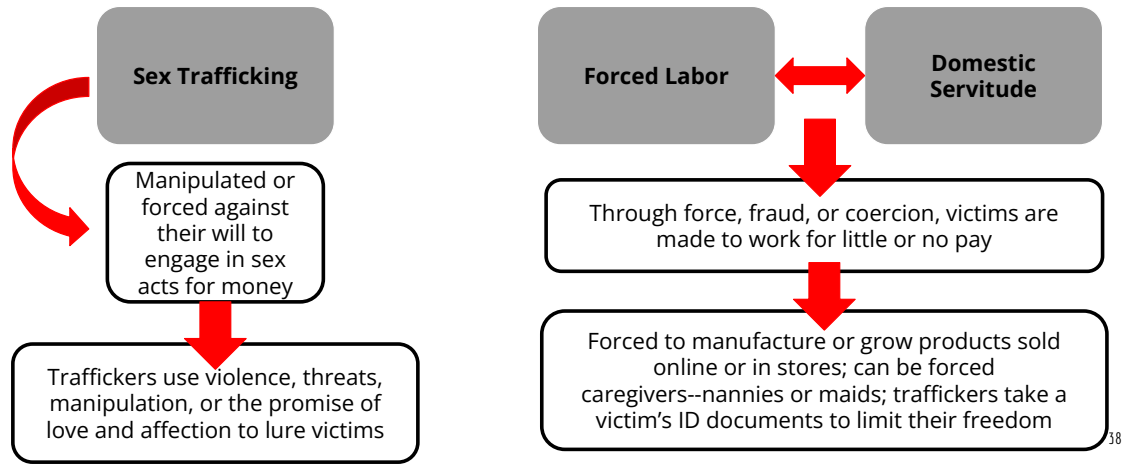 Sex Trafficking
Manipulated or
forced against
their will to
engage in sex
acts for money
Traffickers use violence, threats,
manipulation, or the promise of
love and affection to lure victims
Forced Labor
Domestic
Servitude
Through force, fraud, or coercion, victims are
made to work for little or no pay
Forced to manufacture or grow products sold
online or in stores; can be forced
caregivers--nannies or maids; traffickers take a
victim’s ID documents to limit their freedom
38